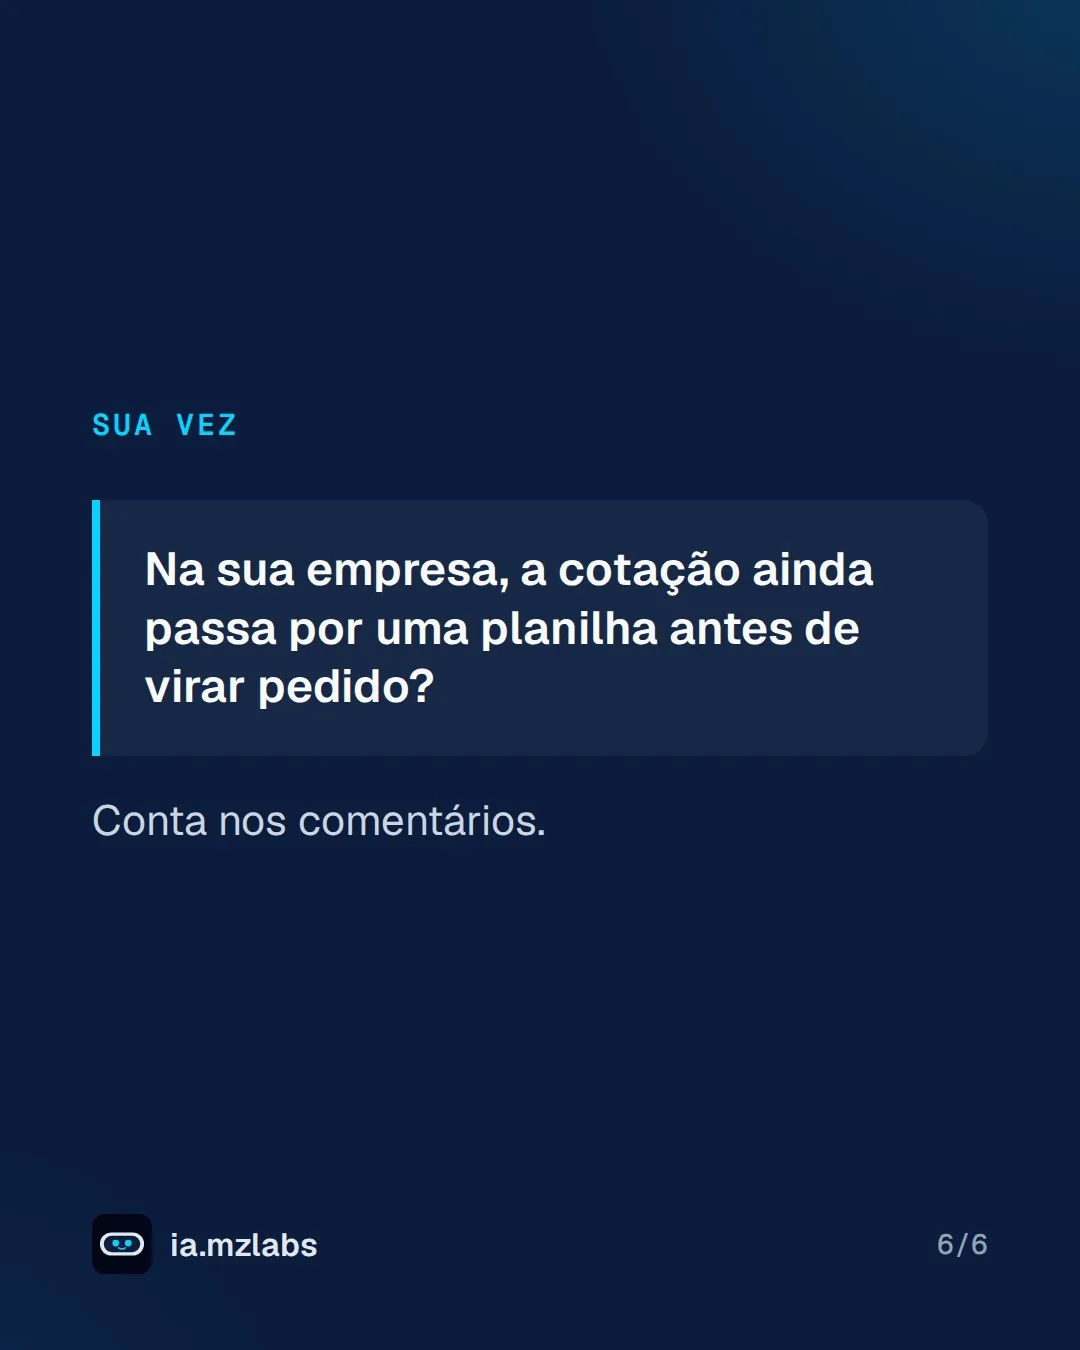 SUA VEZ
Na sua empresa, a cotação ainda
passa por uma planilha antes de
virar pedido?
Conta nos comentários.
ia.mzlabs
6/6